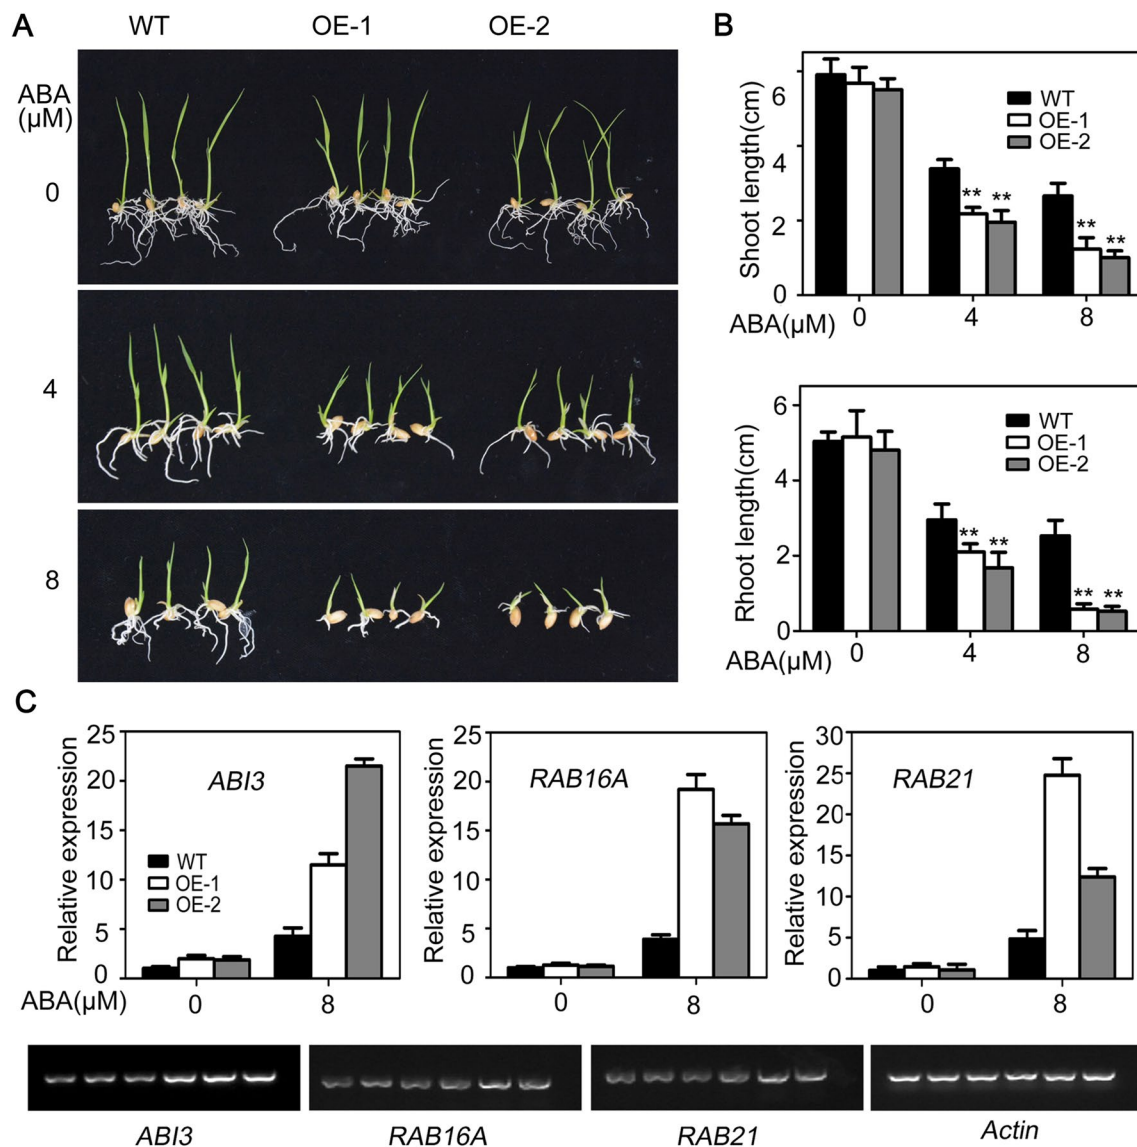 A
WT OE-1 OE-2
ABA
(μM)
0
4
8
B
Shoot length(cm)
6
4
2
0
WT
OE-1
OE-2
** ** ** **
ABA(μM) 0 4 8
Rhoot length(cm)
6
4
2
0
WT
OE-1
OE-2
** ** ** **
ABA(μM) 0 4 8
C
Relative expression
25
20
15
10
5
0
ABI3
WT
OE-1
OE-2
ABA(μM) 0 8
Relative expression
25
20
15
10
5
0
RAB16A
0 8
Relative expression
30
25
20
15
10
5
0
RAB21
0 8
ABI3 RAB16A RAB21 Actin